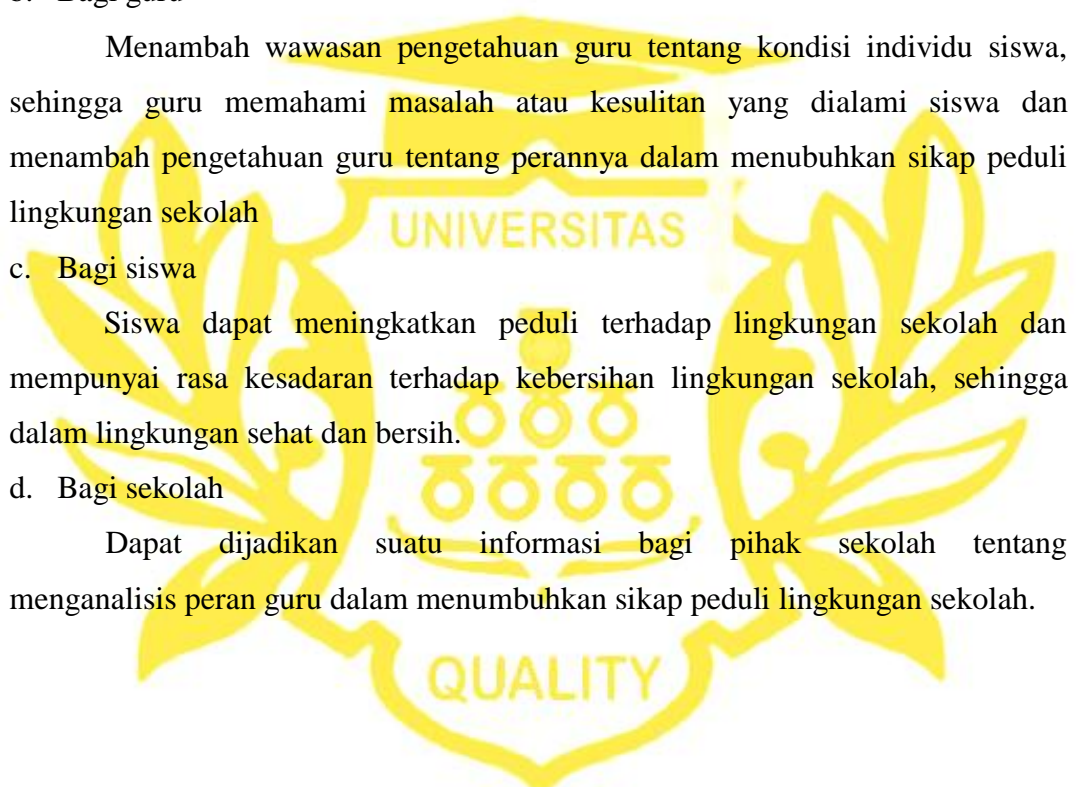 b. Bagi guru
Menambah wawasan pengetahuan guru tentang kondisi individu siswa,
sehingga guru memahami masalah atau kesulitan yang dialami siswa dan
menambah pengetahuan guru tentang perannya dalam menubuhkan sikap peduli
lingkungan sekolah
UNIVERSITAS
c. Bagi siswa
Siswa dapat meningkatkan peduli terhadap lingkungan sekolah dan
mempunyai rasa kesadaran terhadap kebersihan lingkungan sekolah, sehingga
dalam lingkungan sehat dan bersih.
d. Bagi sekolah
Dapat dijadikan suatu informasi bagi pihak sekolah tentang
menganalisis peran guru dalam menumbuhkan sikap peduli lingkungan sekolah.
QUALITY